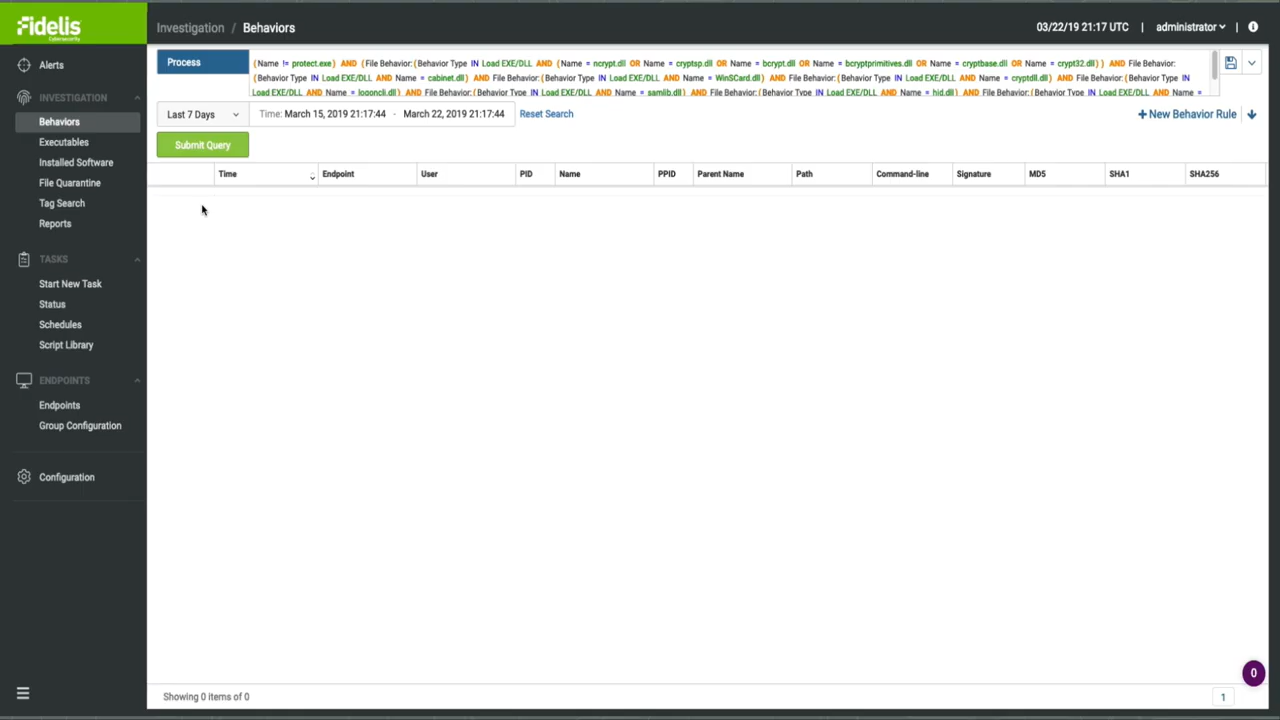 Fidelis
Cybersecurity
Investigation / Behaviors
03/22/19 21:17 UTC | administrator |
Alerts
INVESTIGATION
Behaviors
Executables
Installed Software
File Quarantine
Tag Search
Reports
TASKS
Start New Task
Status
Schedules
Script Library
ENDPOINTS
Endpoints
Group Configuration
Configuration
Process
(Name != protect.exe) AND (File Behavior:(Behavior Type IN Load EXE/DLL AND (Name = ncrypt.dll OR Name = cryptsp.dll OR Name = bcrypt.dll OR Name = bcryptprimitives.dll OR Name = cryptbase.dll OR Name = crypt32.dll)) AND File Behavior:
(Behavior Type IN Load EXE/DLL AND Name = cabinet.dll) AND File Behavior:(Behavior Type IN Load EXE/DLL AND Name = WinSCard.dll) AND File Behavior:(Behavior Type IN Load EXE/DLL AND Name = cryptdll.dll) AND File Behavior:(Behavior Type IN
Load EXE/DLL AND Name = logoncli.dll) AND File Behavior:(Behavior Type IN Load EXE/DLL AND Name = samlib.dll) AND File Behavior:(Behavior Type IN Load EXE/DLL AND Name = hid.dll) AND File Behavior:(Behavior Type IN Load EXE/DLL AND Name =
Last 7 Days
Time: March 15, 2019 21:17:44 - March 22, 2019 21:17:44
Reset Search
+ New Behavior Rule
Submit Query
Time Endpoint User PID Name PPID Parent Name Path Command-line Signature MD5 SHA1 SHA256
0
Showing 0 items of 0
1